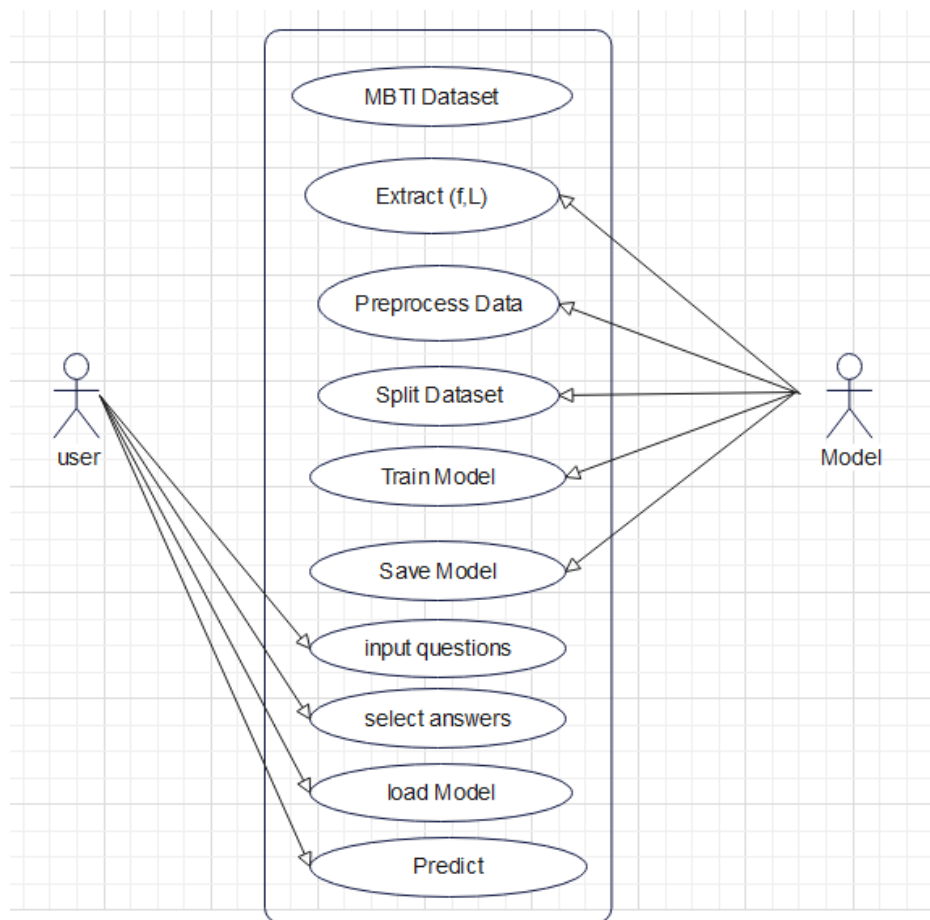 MBTI Dataset
Extract (f,L)
Preprocess Data
Split Dataset
user
Model
Train Model
Save Model
input questions
select answers
load Model
Predict